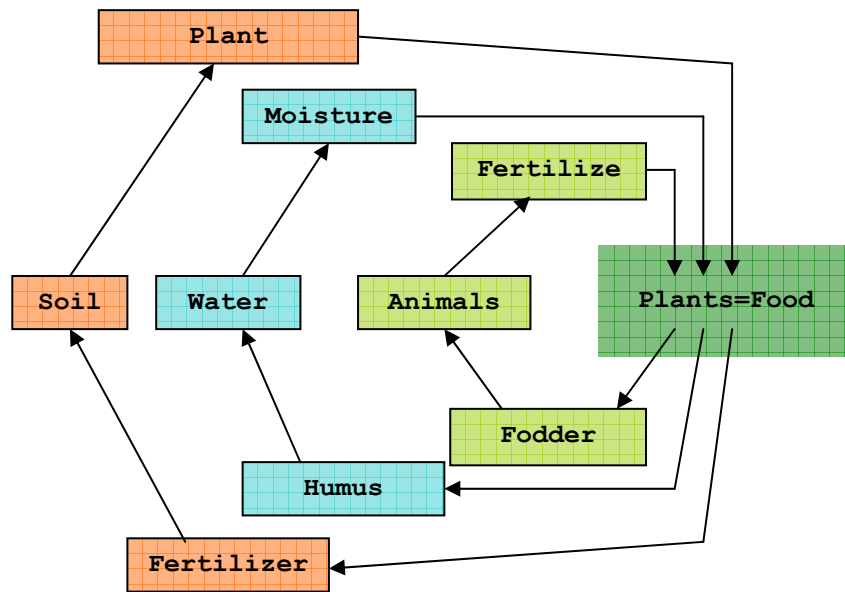 Plant
Moisture
Fertilize
Soil
Water
Animals
Plants=Food
Fodder
Humus
Fertilizer